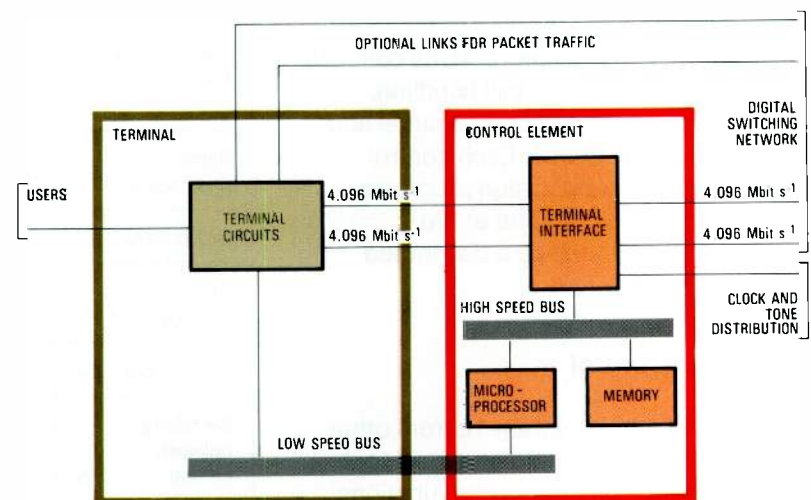 OPTIONAL LINKS FOR PACKET TRAFFIC
DIGITAL
SWITCHING
NETWORK
TERMINAL
CONTROL ELEMENT
USERS
TERMINAL
CIRCUITS
4.096 Mbit s-1
4.096 Mbit s-1
TERMINAL
INTERFACE
4 096 Mbit s-1
4 096 Mbit s-1
CLOCK AND
TONE
DISTRIBUTION
HIGH SPEED BUS
MICRO-
PROCESSOR
MEMORY
LOW SPEED BUS